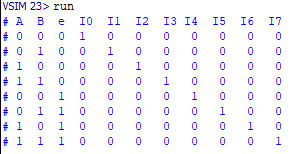 VSIM 23> run
# A B e I0 I1 I2 I3 I4 I5 I6 I7
# 0 0 0 1 0 0 0 0 0 0 0
# 0 1 0 0 1 0 0 0 0 0 0
# 1 0 0 0 0 1 0 0 0 0 0
# 1 1 0 0 0 0 1 0 0 0 0
# 0 0 1 0 0 0 0 1 0 0 0
# 0 1 1 0 0 0 0 0 1 0 0
# 1 0 1 0 0 0 0 0 0 1 0
# 1 1 1 0 0 0 0 0 0 0 1